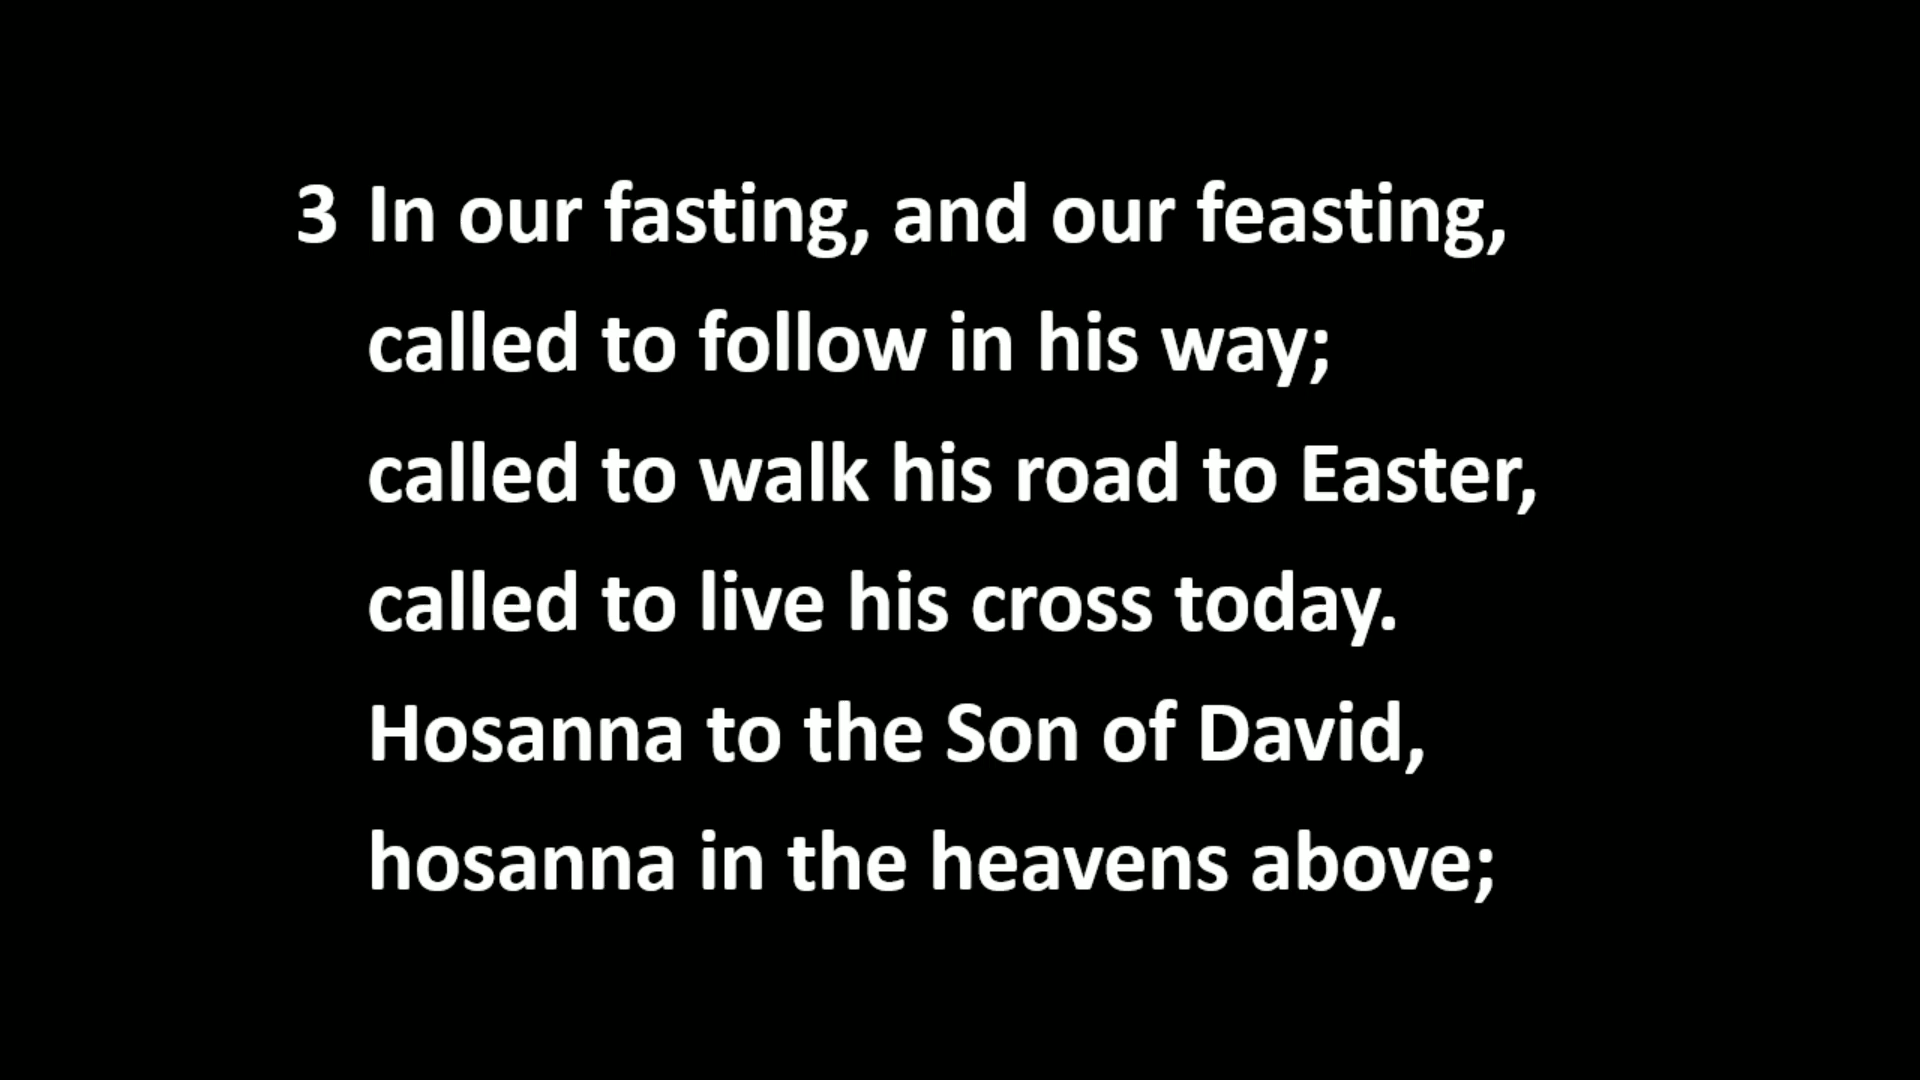 3 In our fasting, and our feasting,
called to follow in his way;
called to walk his road to Easter,
called to live his cross today.
Hosanna to the Son of David,
hosanna in the heavens above;